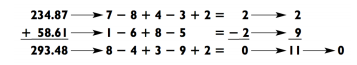 234.87 → 7 – 8 + 4 – 3 + 2 = 2 → 2
+ 58.61 → 1 – 6 + 8 – 5 = – 2 → 9
293.48 → 8 – 4 + 3 – 9 + 2 = 0 → 11 → 0